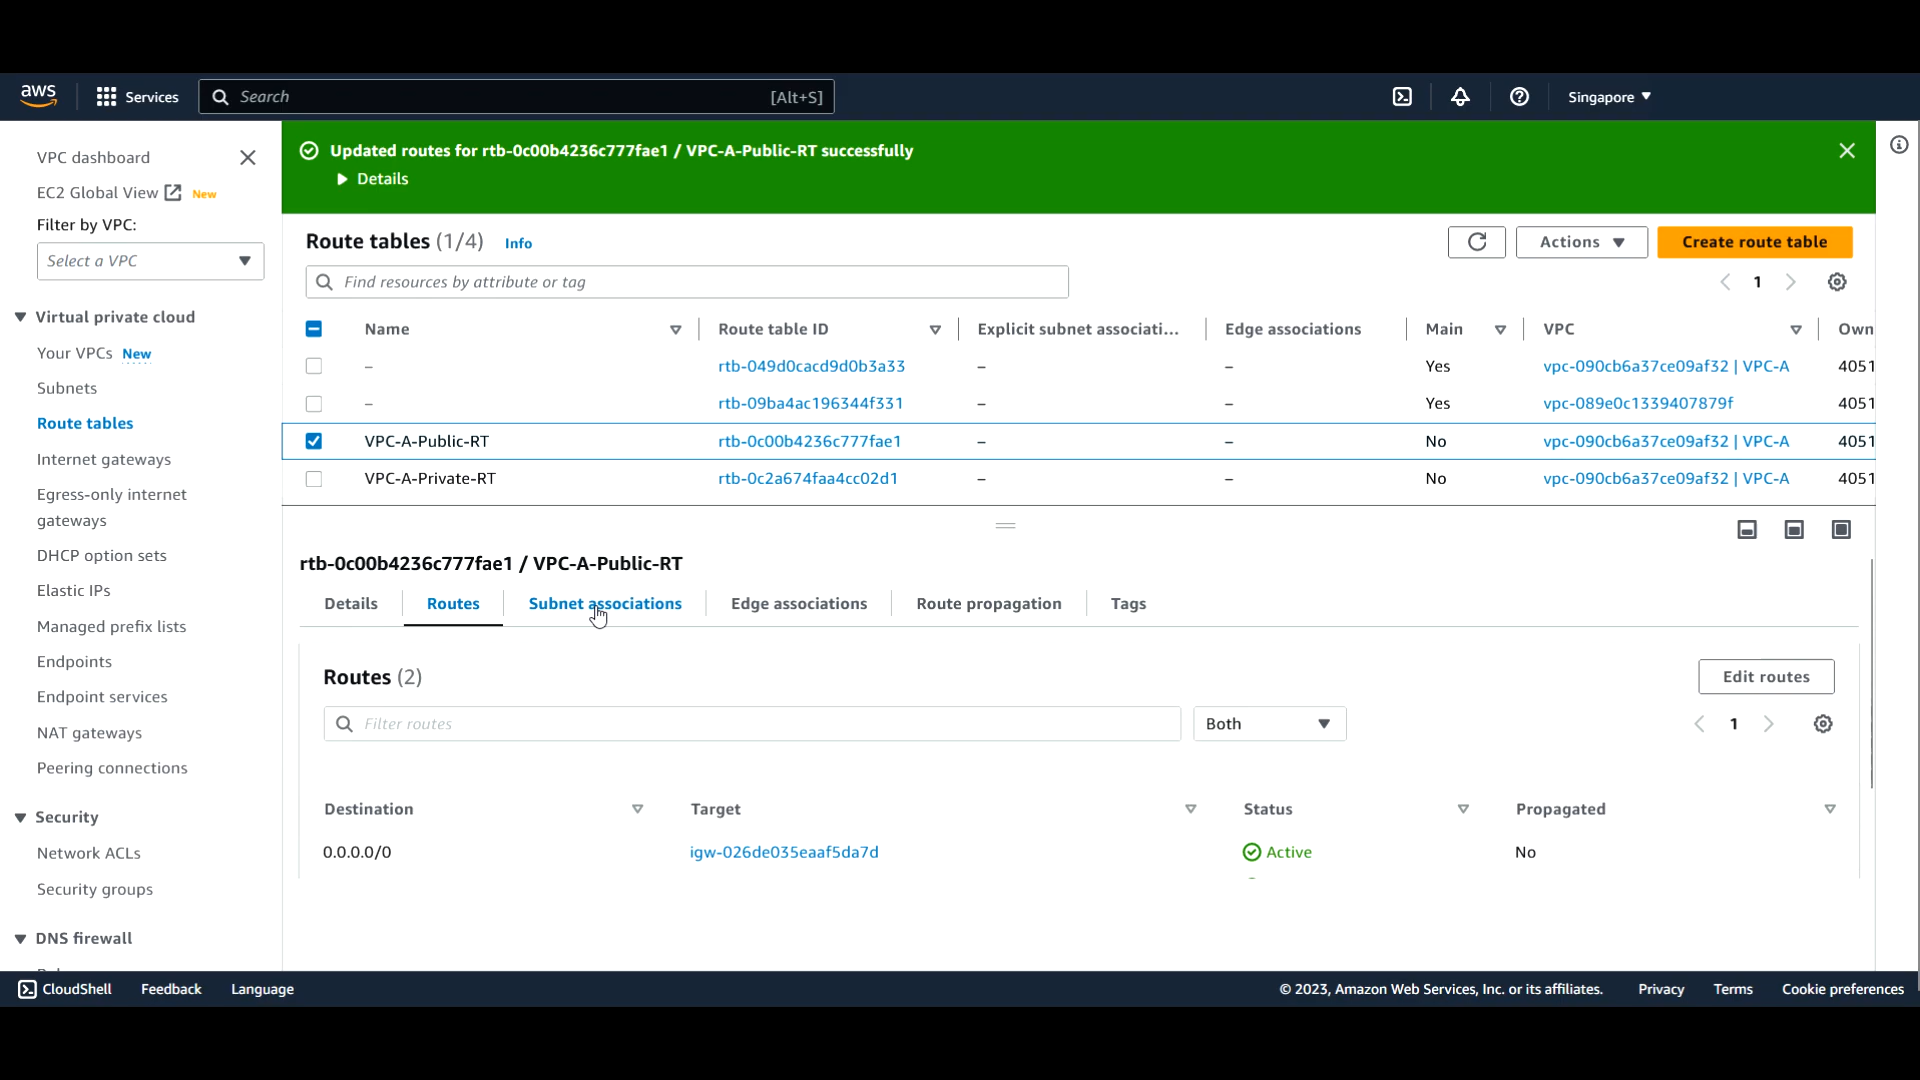 aws
Services
Search
[Alt+S]
Singapore
VPC dashboard
EC2 Global View New
Filter by VPC:
Select a VPC
Virtual private cloud
Your VPCs New
Subnets
Route tables
Internet gateways
Egress-only internet
gateways
DHCP option sets
Elastic IPs
Managed prefix lists
Endpoints
Endpoint services
NAT gateways
Peering connections
Security
Network ACLs
Security groups
DNS firewall
Updated routes for rtb-0c00b4236c777fae1 / VPC-A-Public-RT successfully
Details
Route tables (1/4) Info
Actions
Create route table
Find resources by attribute or tag
1
Name Route table ID Explicit subnet associati... Edge associations Main VPC Own
– rtb-049d0cacd9d0b3a33 – – Yes vpc-090cb6a37ce09af32 | VPC-A 4051
– rtb-09ba4ac196344f331 – – Yes vpc-089e0c1339407879f 4051
VPC-A-Public-RT rtb-0c00b4236c777fae1 – – No vpc-090cb6a37ce09af32 | VPC-A 4051
VPC-A-Private-RT rtb-0c2a674faa4cc02d1 – – No vpc-090cb6a37ce09af32 | VPC-A 4051
rtb-0c00b4236c777fae1 / VPC-A-Public-RT
Details Routes Subnet associations Edge associations Route propagation Tags
Routes (2)
Edit routes
Filter routes
Both
1
Destination Target Status Propagated
0.0.0.0/0 igw-026de035eaaf5da7d Active No
CloudShell Feedback Language
© 2023, Amazon Web Services, Inc. or its affiliates. Privacy Terms Cookie preferences